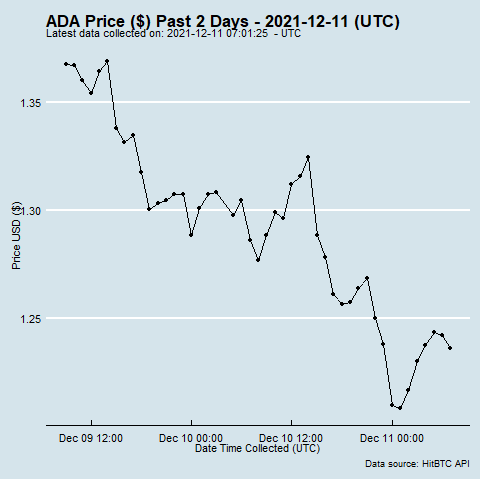 ADA Price ($) Past 2 Days - 2021-12-11 (UTC)
Latest data collected on: 2021-12-11 07:01:25 - UTC
1.35
1.30
1.25
Price USD ($)
Dec 09 12:00 Dec 10 00:00 Dec 10 12:00 Dec 11 00:00
Date Time Collected (UTC)
Data source: HitBTC API